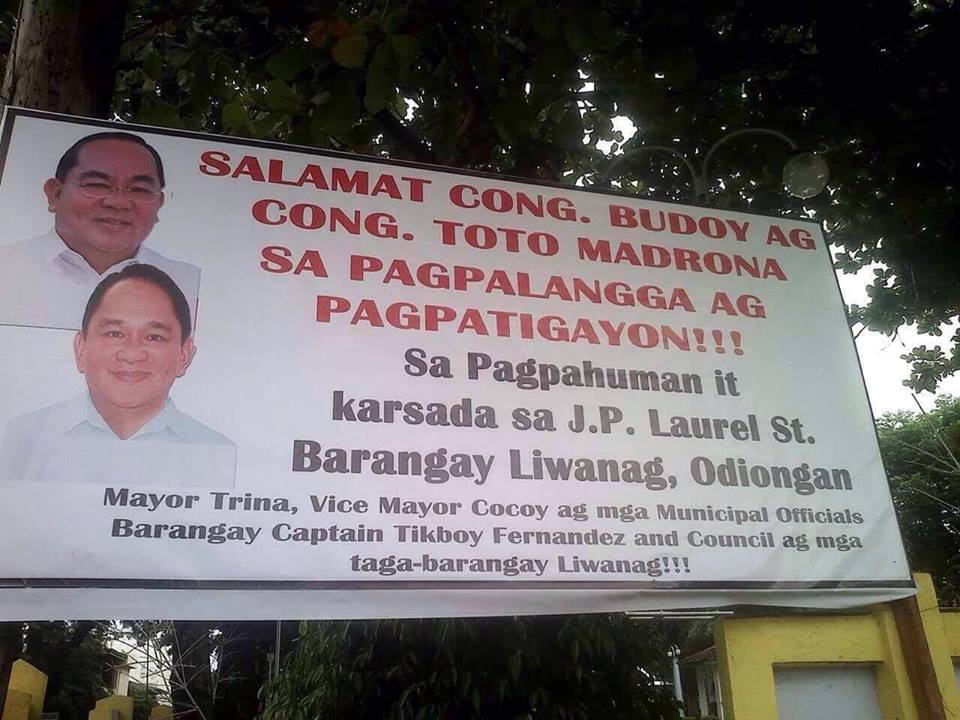 SALAMAT CONG. BUDOY AG
CONG. TOTO MADRONA
SA PAGPALANGGA AG
PAGPATIGAYON!!!
Sa Pagpahuman it
karsada sa J.P. Laurel St.
Barangay Liwanag, Odiongan
Mayor Trina, Vice Mayor Cocoy ag mga Municipal Officials
Barangay Captain Tikboy Fernandez and Council ag mga
taga-barangay Liwanag!!!